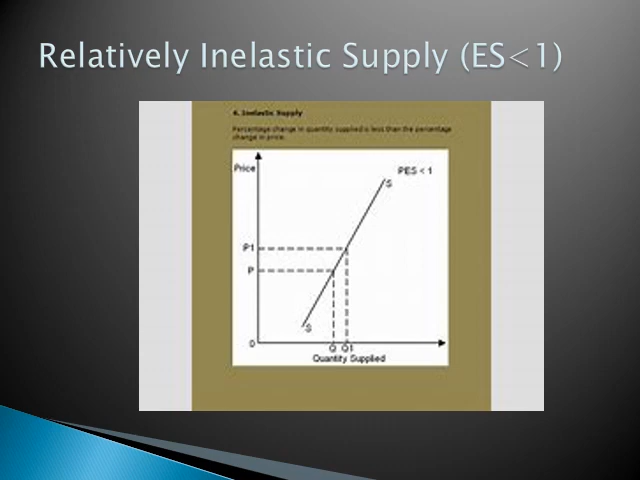 Relatively Inelastic Supply (ES<1)
4. Inelastic Supply
Percentage change in quantity supplied is less than the percentage
change in price.
Price
PES < 1
S
P1
P
S
0
Q Q1
Quantity Supplied